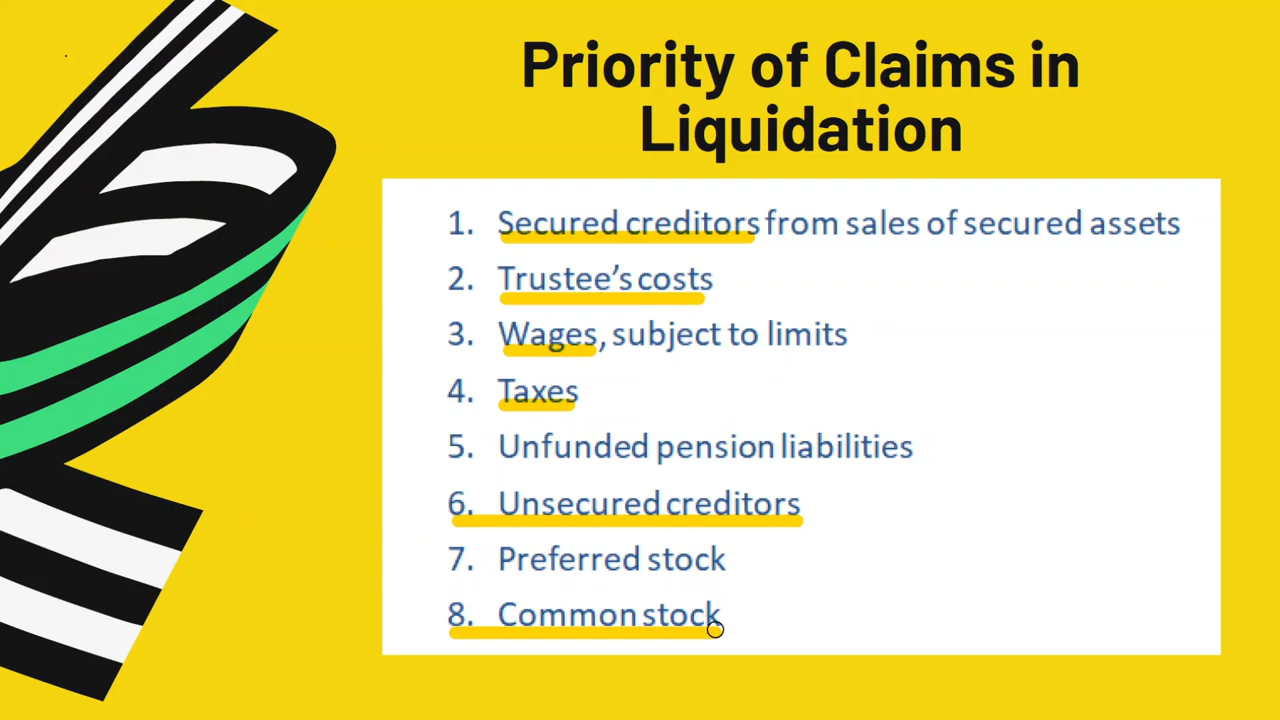 Priority of Claims in
Liquidation
1. Secured creditors from sales of secured assets
2. Trustee’s costs
3. Wages, subject to limits
4. Taxes
5. Unfunded pension liabilities
6. Unsecured creditors
7. Preferred stock
8. Common stock